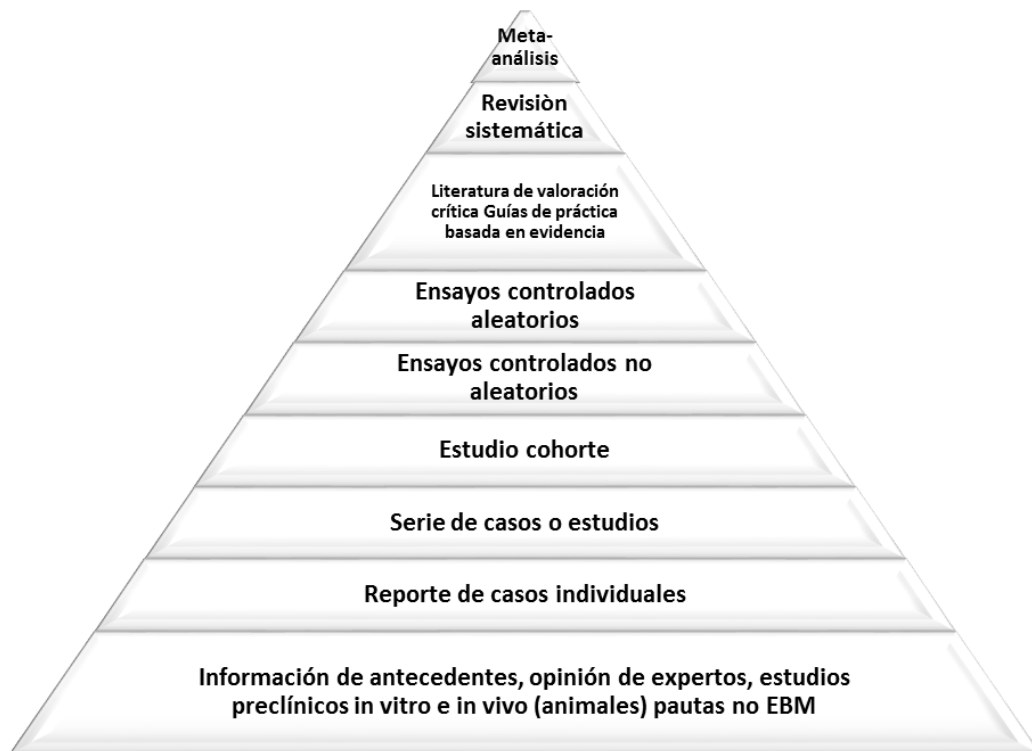 Meta-
análisis
Revisiòn
sistemática
Literatura de valoración
crítica Guías de práctica
basada en evidencia
Ensayos controlados
aleatorios
Ensayos controlados no
aleatorios
Estudio cohorte
Serie de casos o estudios
Reporte de casos individuales
Información de antecedentes, opinión de expertos, estudios
preclínicos in vitro e in vivo (animales) pautas no EBM